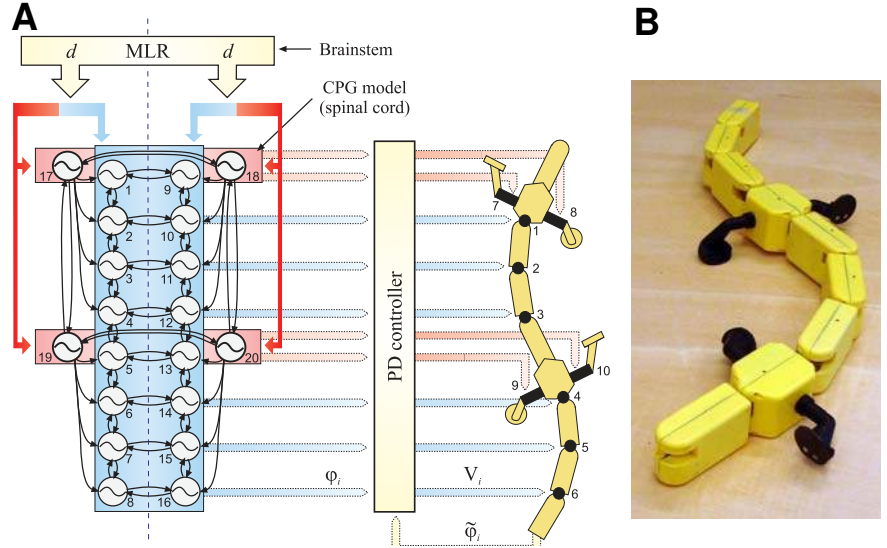 A
B
d
MLR
d
Brainstem
CPG model
(spinal cord)
17
18
1
9
2
10
3
11
4
12
19
20
5
13
6
14
7
15
8
16
PD controller
φi
Vi
φ̃i
7
8
1
2
3
9
10
4
5
6